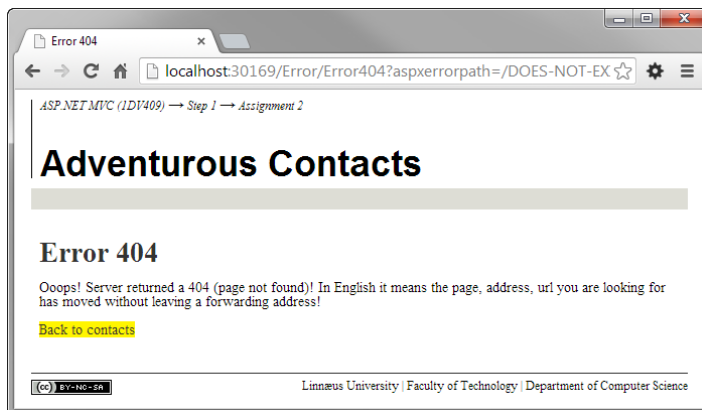 Error 404
localhost:30169/Error/Error404?aspxerrorpath=/DOES-NOT-EX
ASP.NET MVC (1DV409) → Step 1 → Assignment 2
Adventurous Contacts
Error 404
Ooops! Server returned a 404 (page not found)! In English it means the page, address, url you are looking for
has moved without leaving a forwarding address!
Back to contacts
(cc) BY-NC-SA
Linnæus University | Faculty of Technology | Department of Computer Science